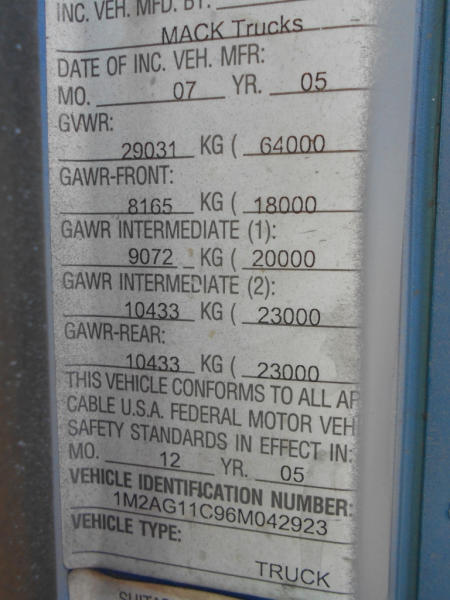 INC. VEH. MFD. BY:
MACK Trucks
DATE OF INC. VEH. MFR:
MO. 07 YR. 05
GVWR:
29031 KG ( 64000
GAWR-FRONT:
8165 KG ( 18000
GAWR INTERMEDIATE (1):
9072 KG ( 20000
GAWR INTERMEDIATE (2):
10433 KG ( 23000
GAWR-REAR:
10433 KG ( 23000
THIS VEHICLE CONFORMS TO ALL AP
CABLE U.S.A. FEDERAL MOTOR VEH
SAFETY STANDARDS IN EFFECT IN:
MO. 12 YR. 05
VEHICLE IDENTIFICATION NUMBER:
1M2AG11C96M042923
VEHICLE TYPE:
TRUCK